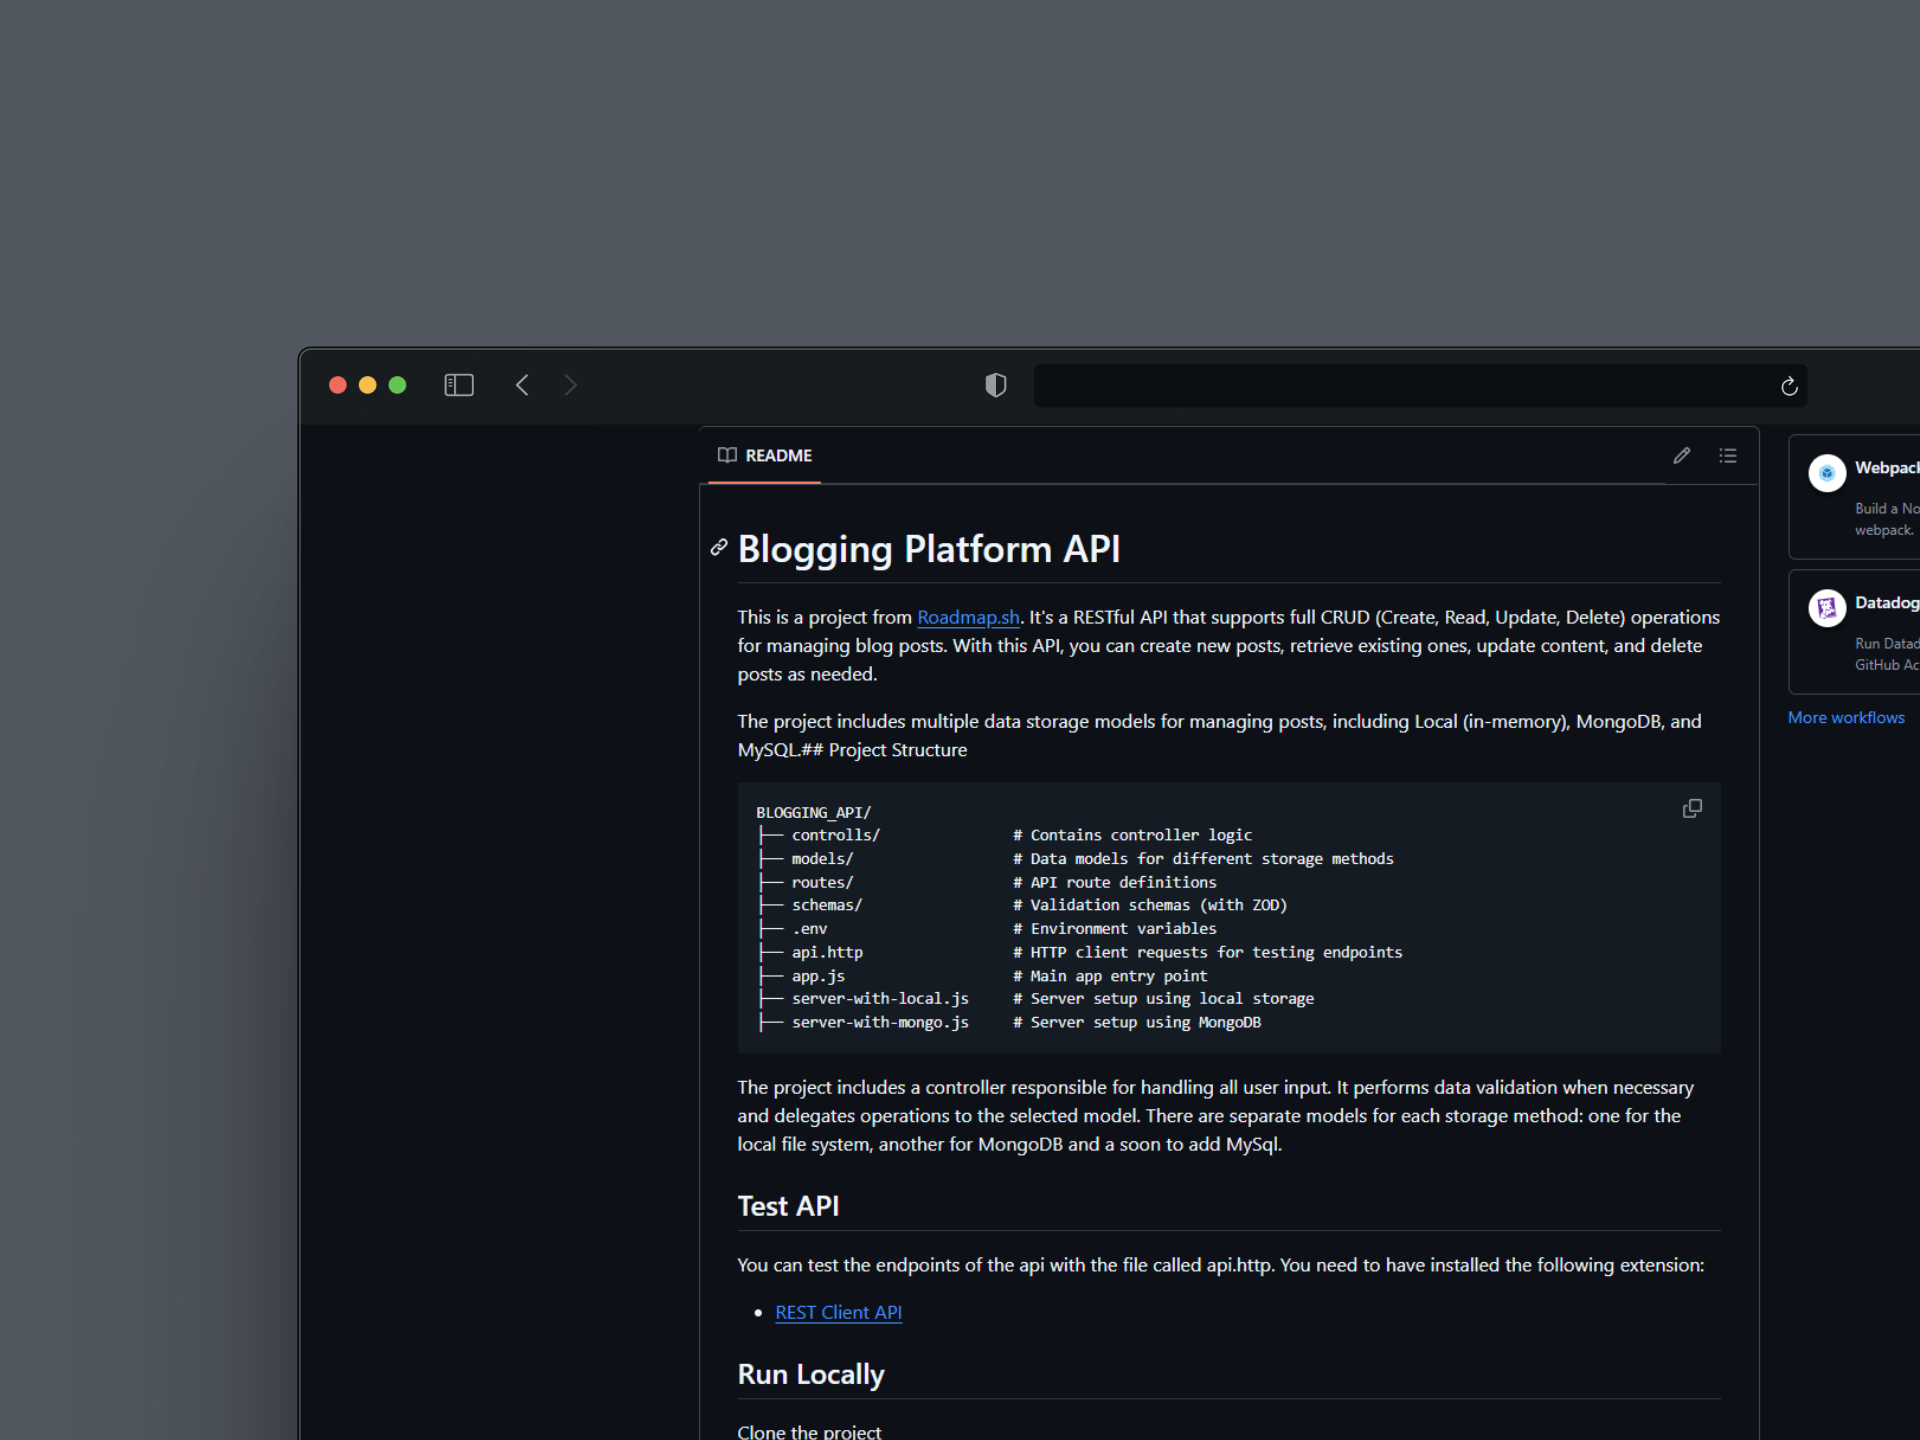 README
Blogging Platform API
This is a project from Roadmap.sh. It's a RESTful API that supports full CRUD (Create, Read, Update, Delete) operations
for managing blog posts. With this API, you can create new posts, retrieve existing ones, update content, and delete
posts as needed.
The project includes multiple data storage models for managing posts, including Local (in-memory), MongoDB, and
MySQL.## Project Structure
BLOGGING_API/
├── controlls/ # Contains controller logic
├── models/ # Data models for different storage methods
├── routes/ # API route definitions
├── schemas/ # Validation schemas (with ZOD)
├── .env # Environment variables
├── api.http # HTTP client requests for testing endpoints
├── app.js # Main app entry point
├── server-with-local.js # Server setup using local storage
├── server-with-mongo.js # Server setup using MongoDB
The project includes a controller responsible for handling all user input. It performs data validation when necessary
and delegates operations to the selected model. There are separate models for each storage method: one for the
local file system, another for MongoDB and a soon to add MySql.
Test API
You can test the endpoints of the api with the file called api.http. You need to have installed the following extension:
• REST Client API
Run Locally
Clone the project
Webpack
Build a No
webpack.
Datadog
Run Datad
GitHub Ac
More workflows